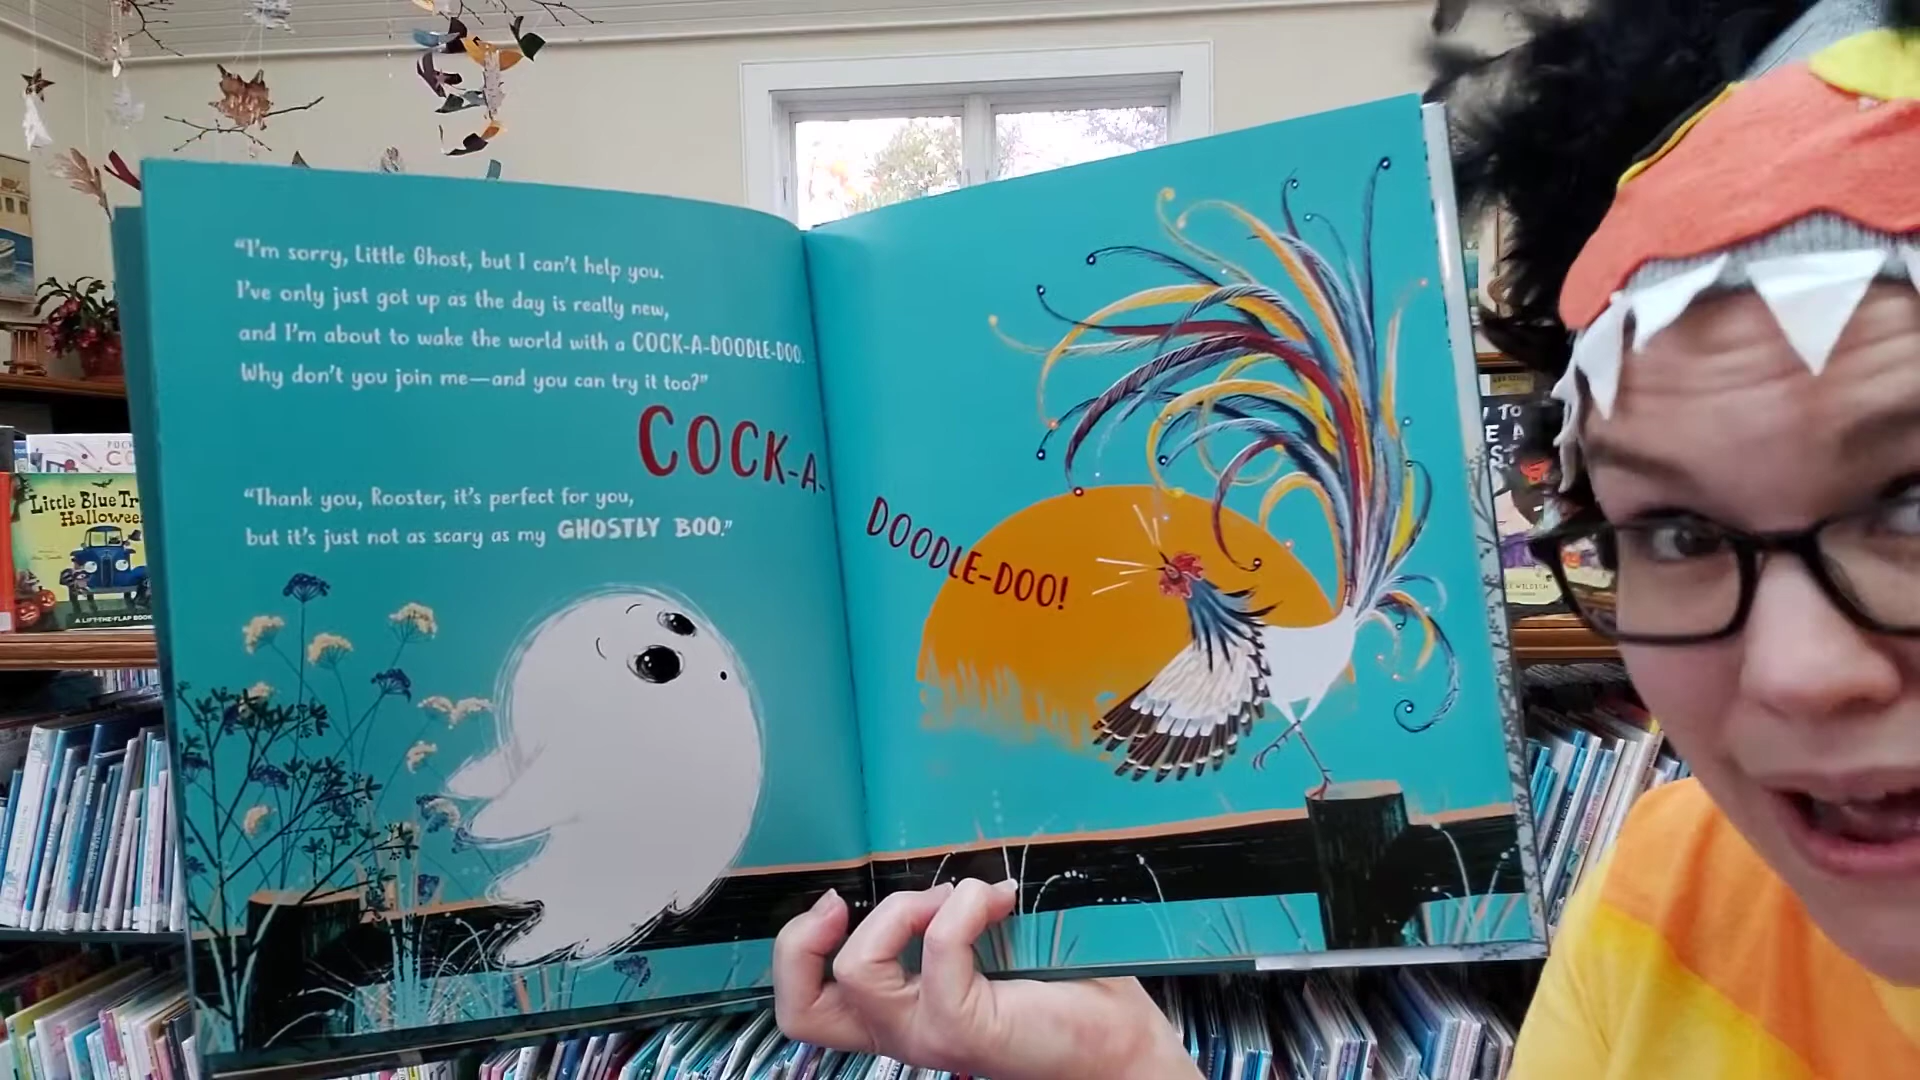 “I’m sorry, Little Ghost, but I can’t help you.
I’ve only just got up as the day is really new,
and I’m about to wake the world with a COCK-A-DOODLE-DOO.
Why don’t you join me—and you can try it too?”
COCK-A-
DOODLE-DOO!
“Thank you, Rooster, it’s perfect for you,
but it’s just not as scary as my GHOSTLY BOO.”
Little Blue
Halloween
A LIFT-THE-FLAP BOOK